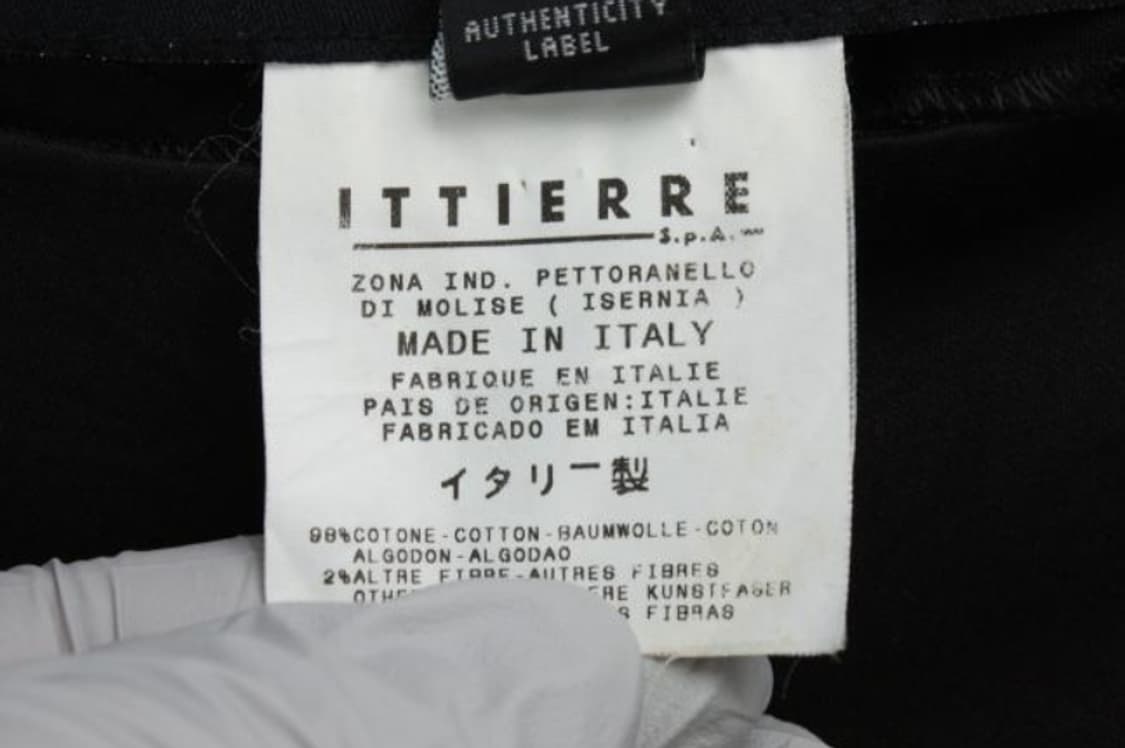 AUTHENTICITY
LABEL
ITTIERRE
S.p.A.
ZONA IND. PETTORANELLO
DI MOLISE ( ISERNIA )
MADE IN ITALY
FABRIQUE EN ITALIE
PAIS DE ORIGEN:ITALIE
FABRICADO EM ITALIA
イタリー製
98%COTONE-COTTON-BAUMWOLLE-COTON
ALGODON-ALGODAO
2%ALTRE FIBRE-AUTRES FIBRES
KUNSTFASER
FIBRAS